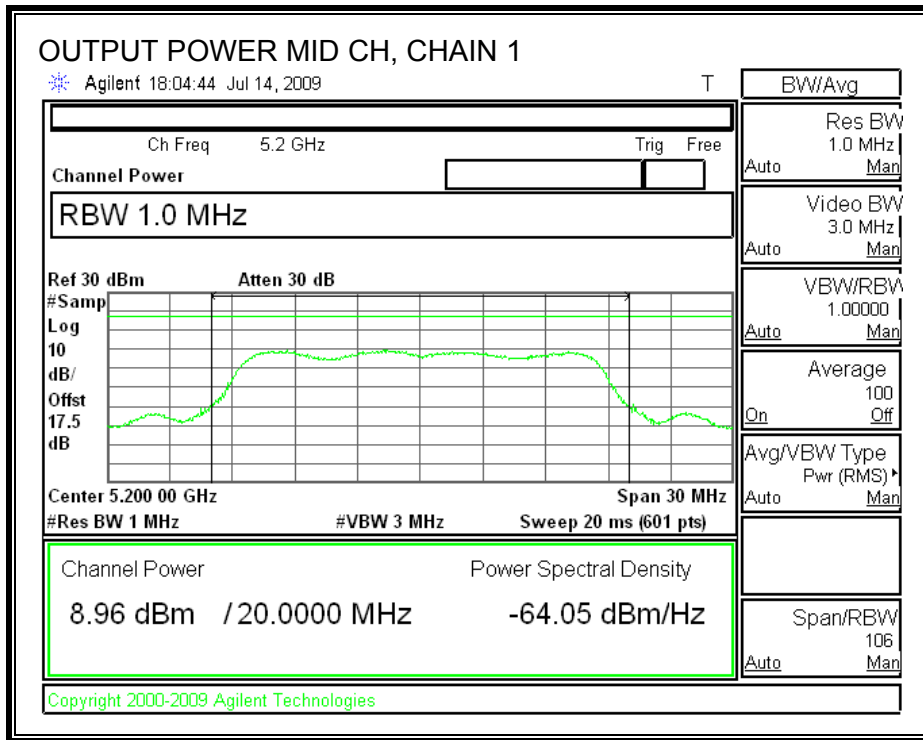 OUTPUT POWER MID CH, CHAIN 1
Agilent 18:04:44 Jul 14, 2009 T
Ch Freq 5.2 GHz Trig Free
Channel Power
RBW 1.0 MHz
Ref 30 dBm Atten 30 dB
#Samp
Log
10
dB/
Offst
17.5
dB
Center 5.200 00 GHz Span 30 MHz
#Res BW 1 MHz #VBW 3 MHz Sweep 20 ms (601 pts)
Channel Power Power Spectral Density
8.96 dBm / 20.0000 MHz -64.05 dBm/Hz
Copyright 2000-2009 Agilent Technologies
BW/Avg
Res BW
1.0 MHz
Auto Man
Video BW
3.0 MHz
Auto Man
VBW/RBW
1.00000
Auto Man
Average
100
On Off
Avg/VBW Type
Pwr (RMS)
Auto Man
Span/RBW
106
Auto Man